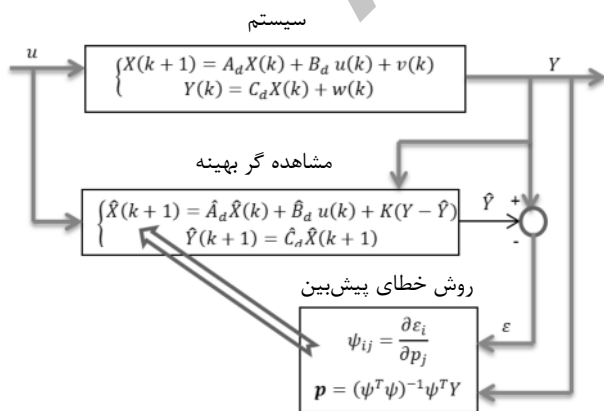 سیستم
u
X(k + 1) = A_d X(k) + B_d u(k) + v(k)
Y(k) = C_d X(k) + w(k)
Y
مشاهده گر بهینه
X̂(k + 1) = Â_d X̂(k) + B̂_d u(k) + K(Y − Ŷ)
Ŷ(k + 1) = Ĉ_d X̂(k + 1)
Ŷ
+
-
روش خطای پیش‌بین
ψ_ij = ∂ε_i / ∂p_j
p = (ψ^T ψ)^−1 ψ^T Y
ε